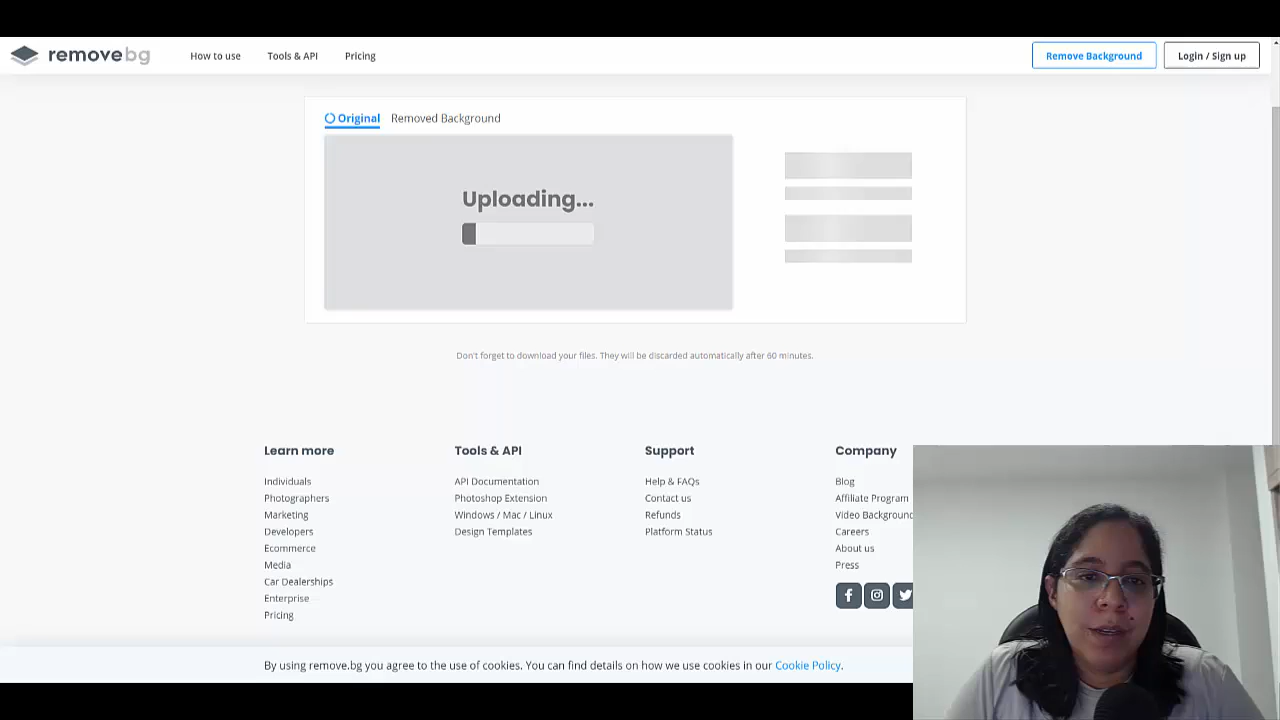 removebg
How to use
Tools & API
Pricing
Remove Background
Login / Sign up
Original
Removed Background
Uploading...
Don't forget to download your files. They will be discarded automatically after 60 minutes.
Learn more
Individuals
Photographers
Marketing
Developers
Ecommerce
Media
Car Dealerships
Enterprise
Pricing
Tools & API
API Documentation
Photoshop Extension
Windows / Mac / Linux
Design Templates
Support
Help & FAQs
Contact us
Refunds
Platform Status
Company
Blog
Affiliate Program
Video Background
Careers
About us
Press
By using remove.bg you agree to the use of cookies. You can find details on how we use cookies in our Cookie Policy.